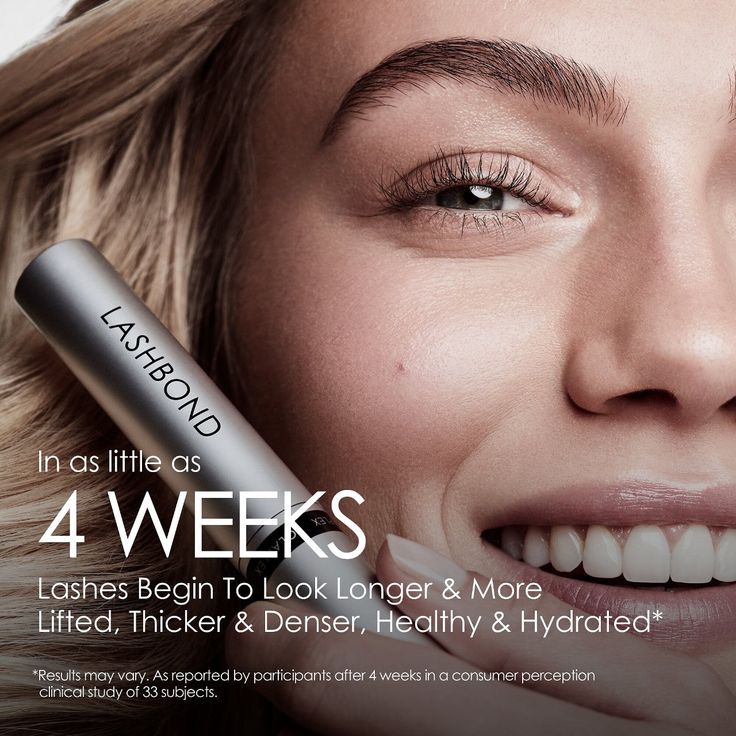 LASHBOND
In as little as
4 WEEKS
Lashes Begin To Look Longer & More
Lifted, Thicker & Denser, Healthy & Hydrated*
*Results may vary. As reported by participants after 4 weeks in a consumer perception
clinical study of 33 subjects.